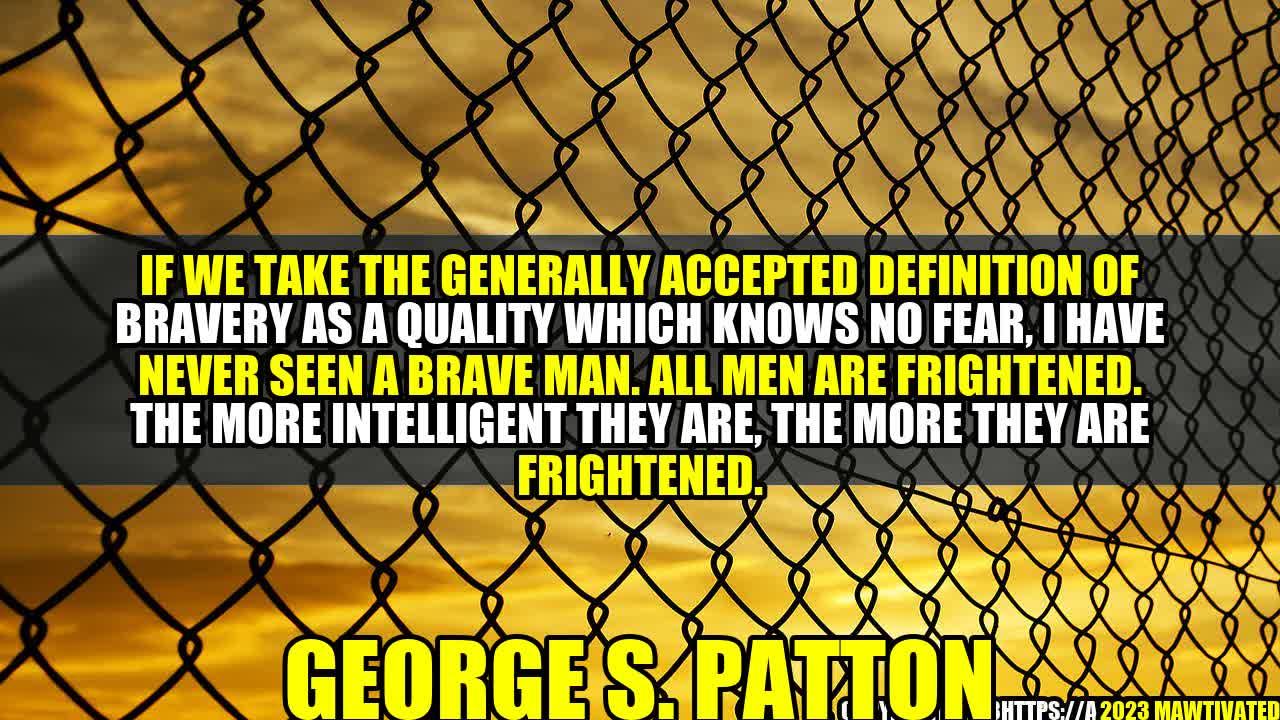 IF WE TAKE THE GENERALLY ACCEPTED DEFINITION OF
BRAVERY AS A QUALITY WHICH KNOWS NO FEAR, I HAVE
NEVER SEEN A BRAVE MAN. ALL MEN ARE FRIGHTENED.
THE MORE INTELLIGENT THEY ARE, THE MORE THEY ARE
FRIGHTENED.
GEORGE S. PATTON
HTTPS://A 2023 MAWTIVATED